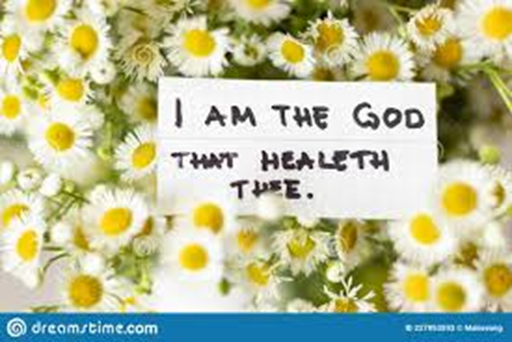 I AM THE GOD
THAT HEALETH
THEE.
dreamstime.com